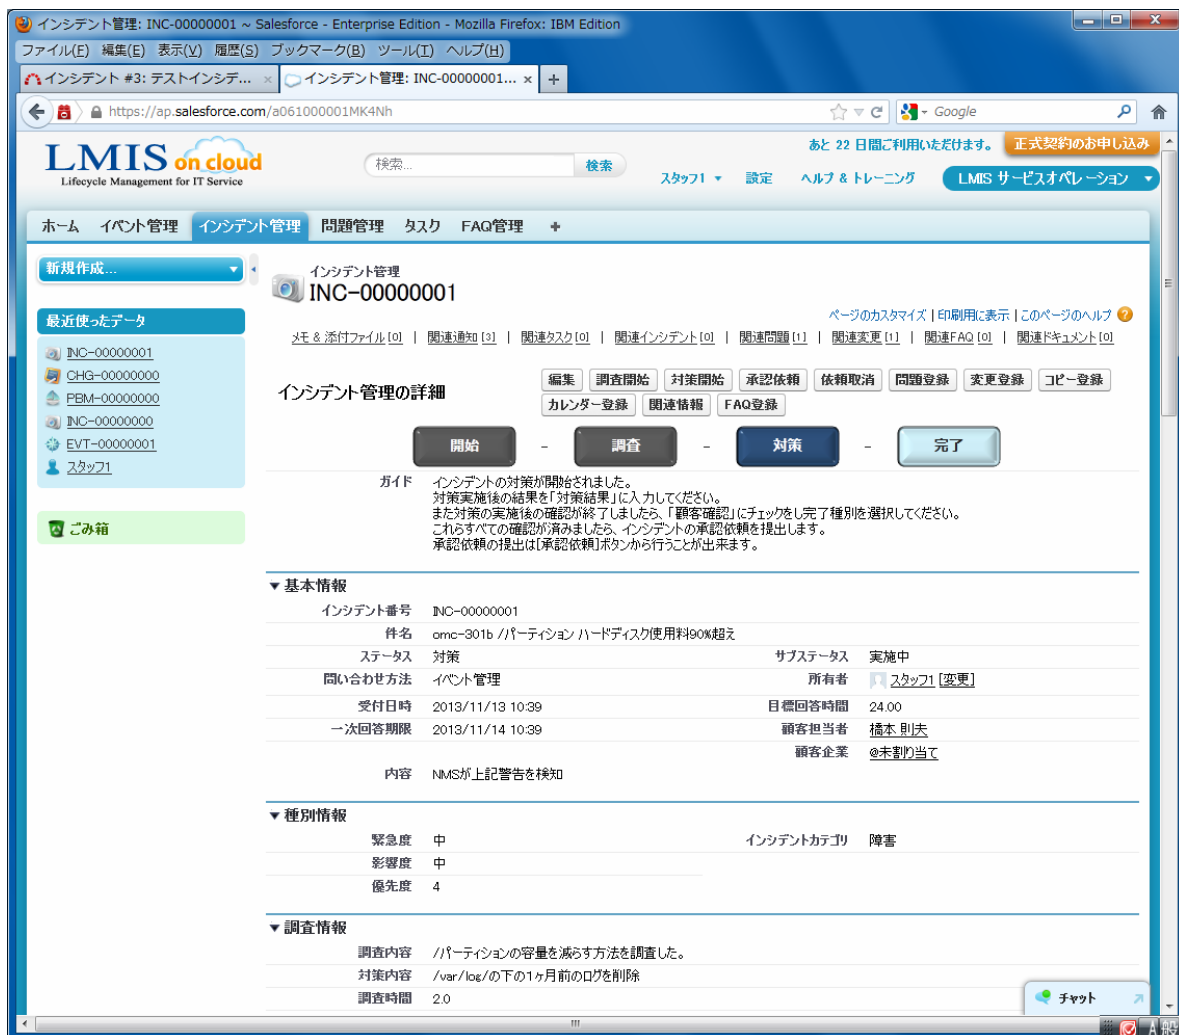 インシデント管理: INC-00000001 ~ Salesforce - Enterprise Edition - Mozilla Firefox: IBM Edition
ファイル(F) 編集(E) 表示(V) 履歴(S) ブックマーク(B) ツール(T) ヘルプ(H)
インシデント #3: テストインシデ... × インシデント管理: INC-00000001... × +
https://ap.salesforce.com/a061000001MK4Nh Google
あと 22 日間ご利用いただけます。 正式契約のお申し込み
LMIS on cloud
Lifecycle Management for IT Service
検索... 検索
スタッフ1 設定 ヘルプ & トレーニング LMIS サービスオペレーション
ホーム イベント管理 インシデント管理 問題管理 タスク FAQ管理 +
新規作成...
インシデント管理
INC-00000001
ページのカスタマイズ | 印刷用に表示 | このページのヘルプ ?
最近使ったデータ
INC-00000001
CHG-00000000
PBM-00000000
INC-00000000
EVT-00000001
スタッフ1
ごみ箱
メモ & 添付ファイル [0] | 関連通知 [3] | 関連タスク [0] | 関連インシデント [0] | 関連問題 [1] | 関連変更 [1] | 関連FAQ [0] | 関連ドキュメント [0]
インシデント管理の詳細
編集 調査開始 対策開始 承認依頼 依頼取消 問題登録 変更登録 コピー登録
カレンダー登録 関連情報 FAQ登録
開始 - 調査 - 対策 - 完了
ガイド インシデントの対策が開始されました。
対策実施後の結果を「対策結果」に入力してください。
また対策の実施後の確認が終了しましたら、「顧客確認」にチェックをし完了種別を選択してください。
これらすべての確認が済みましたら、インシデントの承認依頼を提出します。
承認依頼の提出は[承認依頼]ボタンから行うことが出来ます。
▼基本情報
インシデント番号 INC-00000001
件名 omc-301b /パーティション ハードディスク使用料90%超え
ステータス 対策 サブステータス 実施中
問い合わせ方法 イベント管理 所有者 スタッフ1 [変更]
受付日時 2013/11/13 10:39 目標回答時間 24.00
一次回答期限 2013/11/14 10:39 顧客担当者 橋本 則夫
顧客企業 @未割り当て
内容 NMSが上記警告を検知
▼種別情報
緊急度 中 インシデントカテゴリ 障害
影響度 中
優先度 4
▼調査情報
調査内容 /パーティションの容量を減らす方法を調査した。
対策内容 /var/log/の下の1ヶ月前のログを削除
調査時間 2.0
チャット